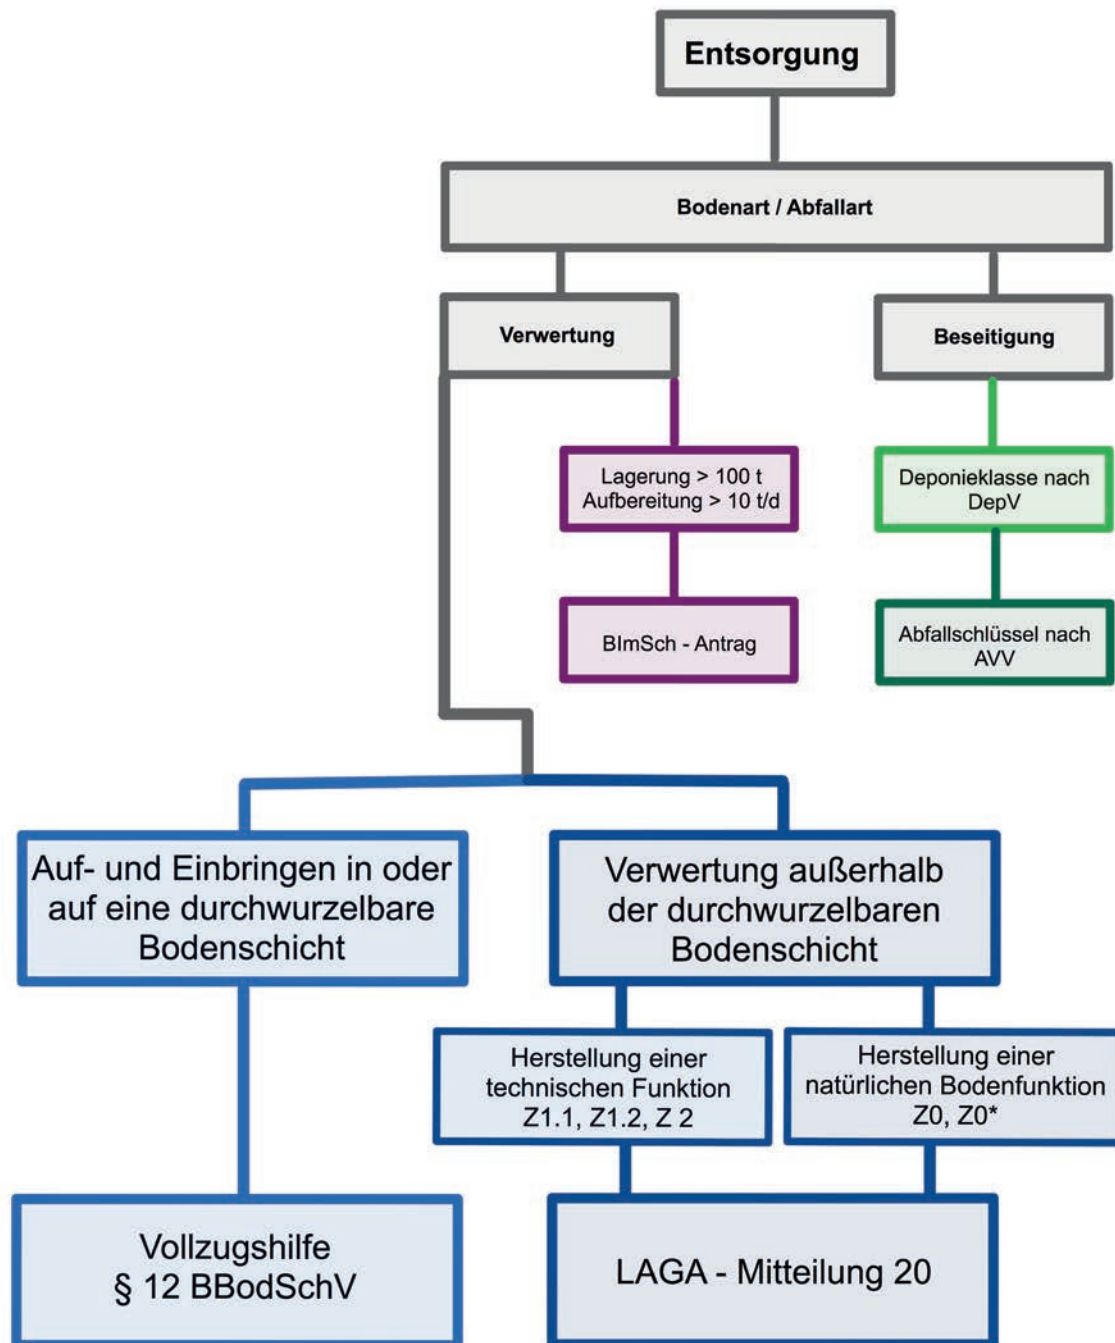 Entsorgung
Bodenart / Abfallart
Verwertung
Beseitigung
Lagerung > 100 t
Aufbereitung > 10 t/d
Deponieklasse nach
DepV
BImSch - Antrag
Abfallschlüssel nach
AVV
Auf- und Einbringen in oder
auf eine durchwurzelbare
Bodenschicht
Verwertung außerhalb
der durchwurzelbaren
Bodenschicht
Herstellung einer
technischen Funktion
Z1.1, Z1.2, Z 2
Herstellung einer
natürlichen Bodenfunktion
Z0, Z0*
Vollzugshilfe
§ 12 BBodSchV
LAGA - Mitteilung 20